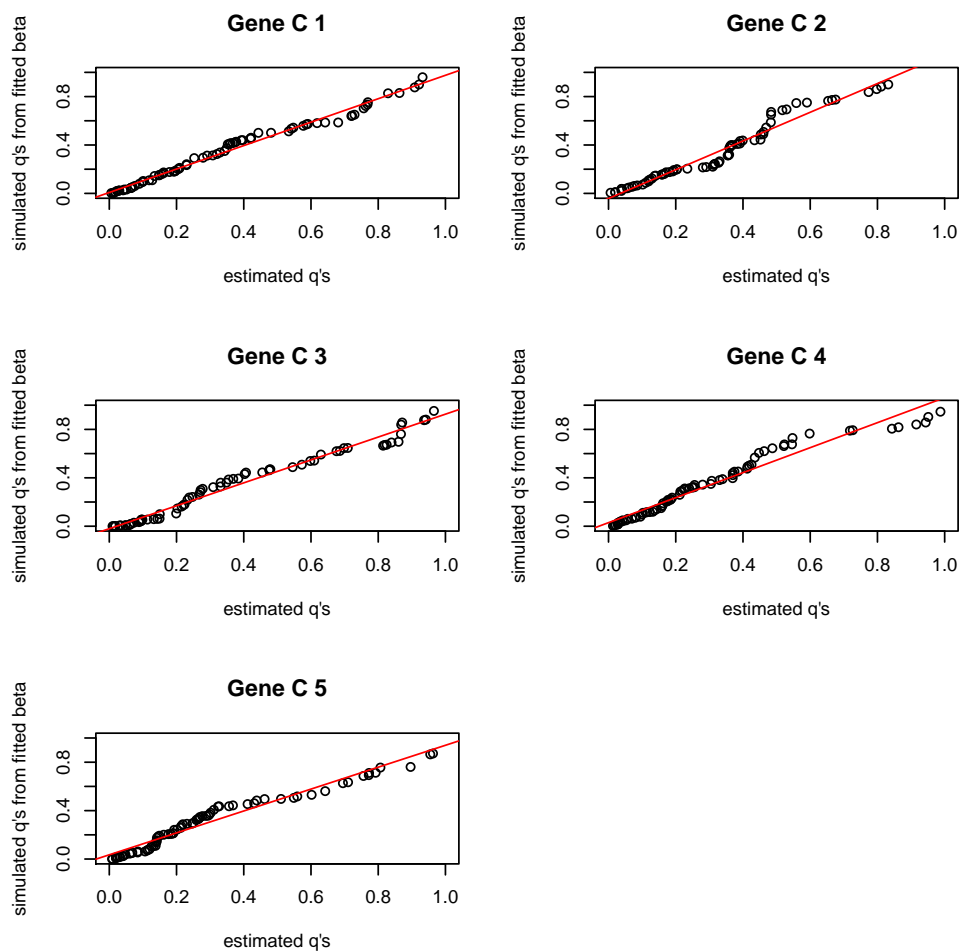 Gene C 1
simulated q's from fitted beta
0.0 0.4 0.8
0.0 0.2 0.4 0.6 0.8 1.0
estimated q's
Gene C 2
simulated q's from fitted beta
0.0 0.4 0.8
0.0 0.2 0.4 0.6 0.8 1.0
estimated q's
Gene C 3
simulated q's from fitted beta
0.0 0.4 0.8
0.0 0.2 0.4 0.6 0.8 1.0
estimated q's
Gene C 4
simulated q's from fitted beta
0.0 0.4 0.8
0.0 0.2 0.4 0.6 0.8 1.0
estimated q's
Gene C 5
simulated q's from fitted beta
0.0 0.4 0.8
0.0 0.2 0.4 0.6 0.8 1.0
estimated q's